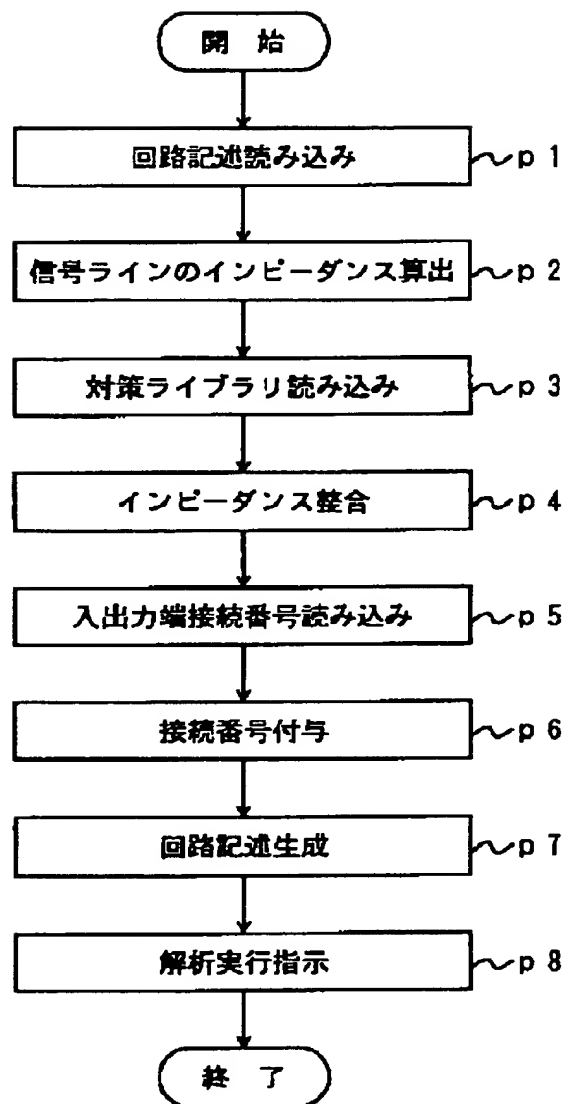 開 始
回路記述読み込み ~p 1
信号ラインのインピーダンス算出 ~p 2
対策ライブラリ読み込み ~p 3
インピーダンス整合 ~p 4
入出力端接続番号読み込み ~p 5
接続番号付与 ~p 6
回路記述生成 ~p 7
解析実行指示 ~p 8
終 了